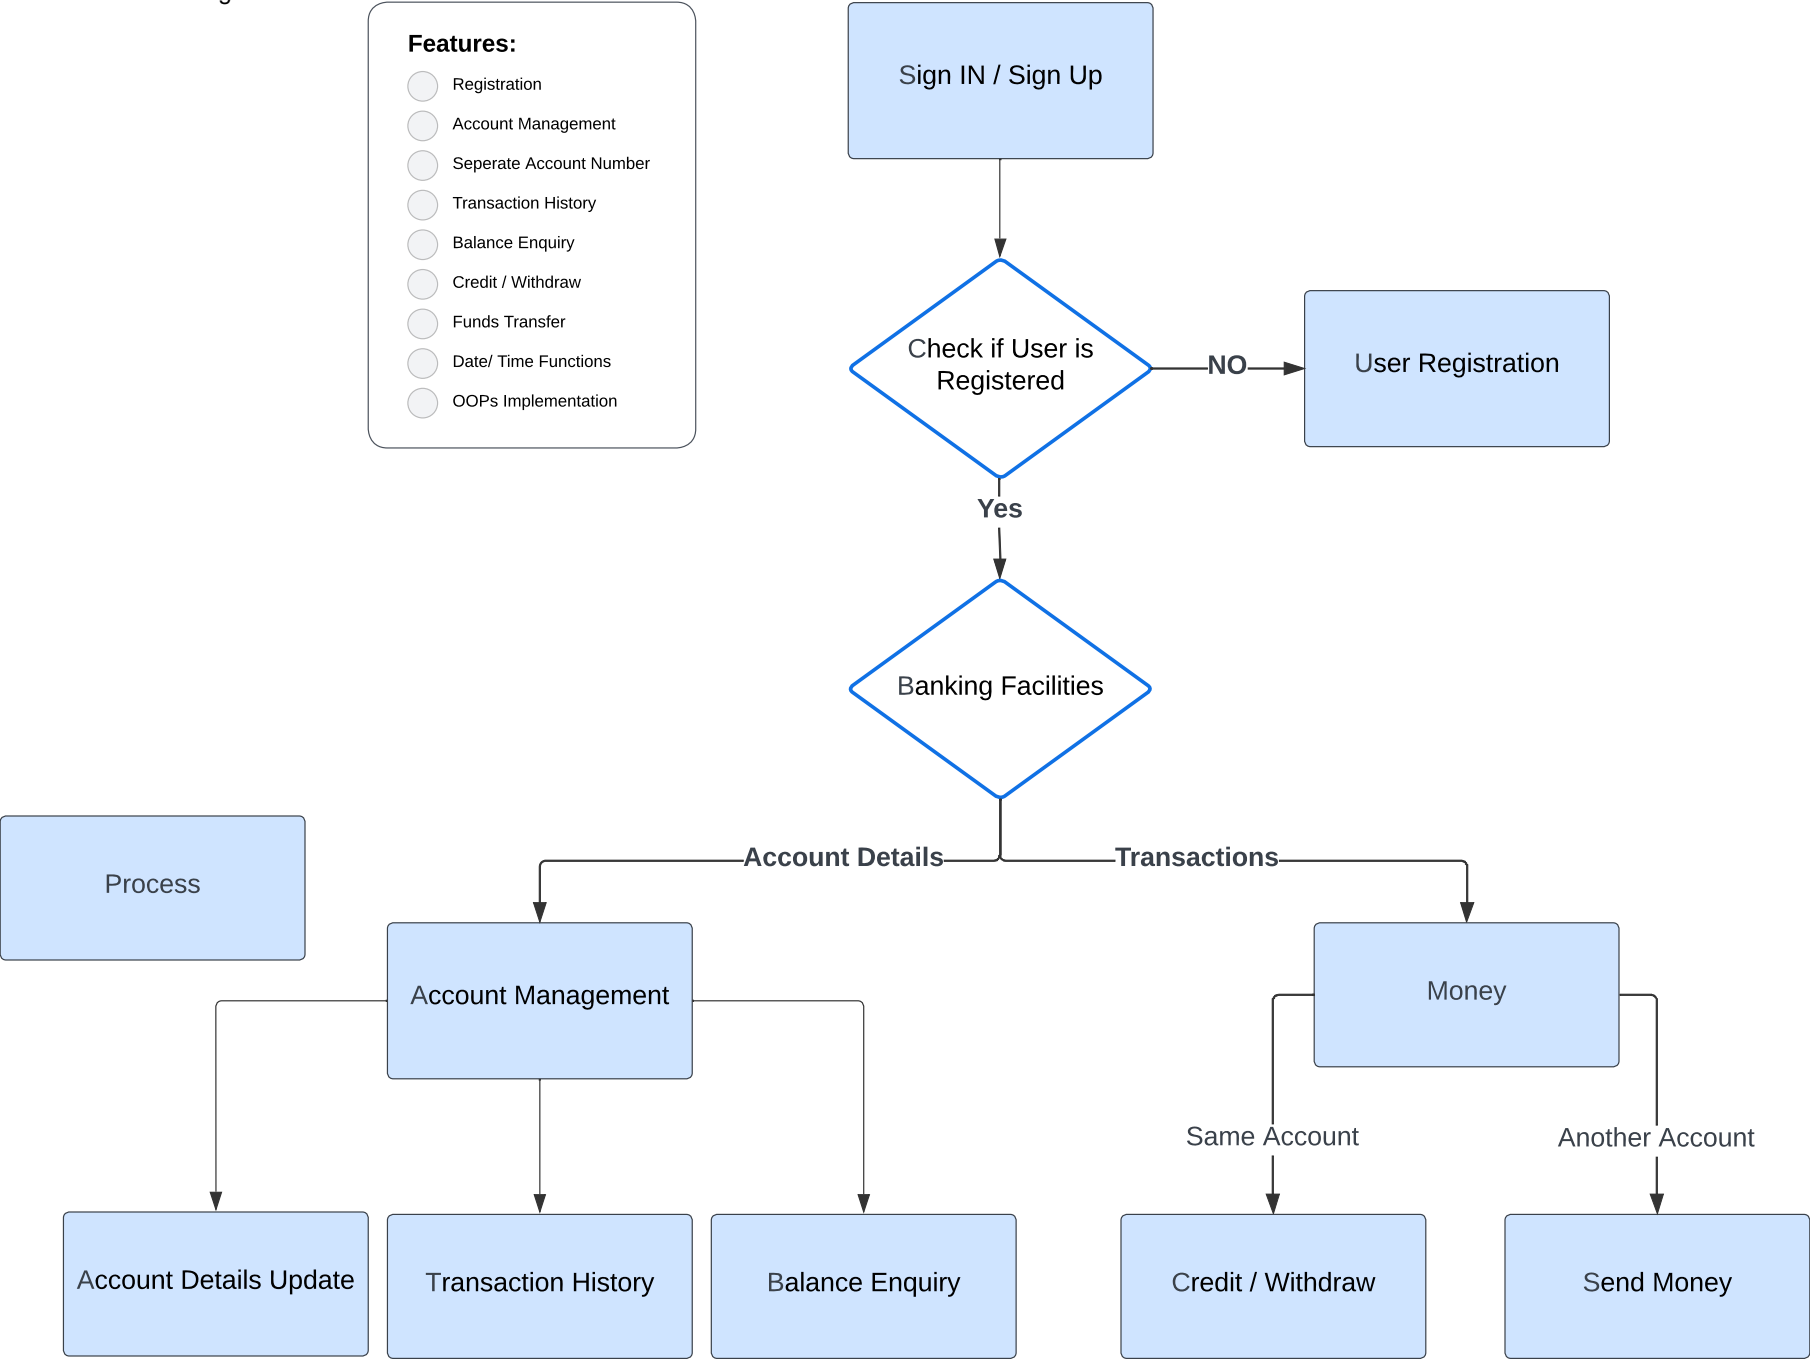 Features:
Registration
Account Management
Seperate Account Number
Transaction History
Balance Enquiry
Credit / Withdraw
Funds Transfer
Date/ Time Functions
OOPs Implementation
Sign IN / Sign Up
Check if User is
Registered
NO
User Registration
Yes
Banking Facilities
Account Details
Transactions
Process
Account Management
Money
Same Account
Another Account
Account Details Update
Transaction History
Balance Enquiry
Credit / Withdraw
Send Money